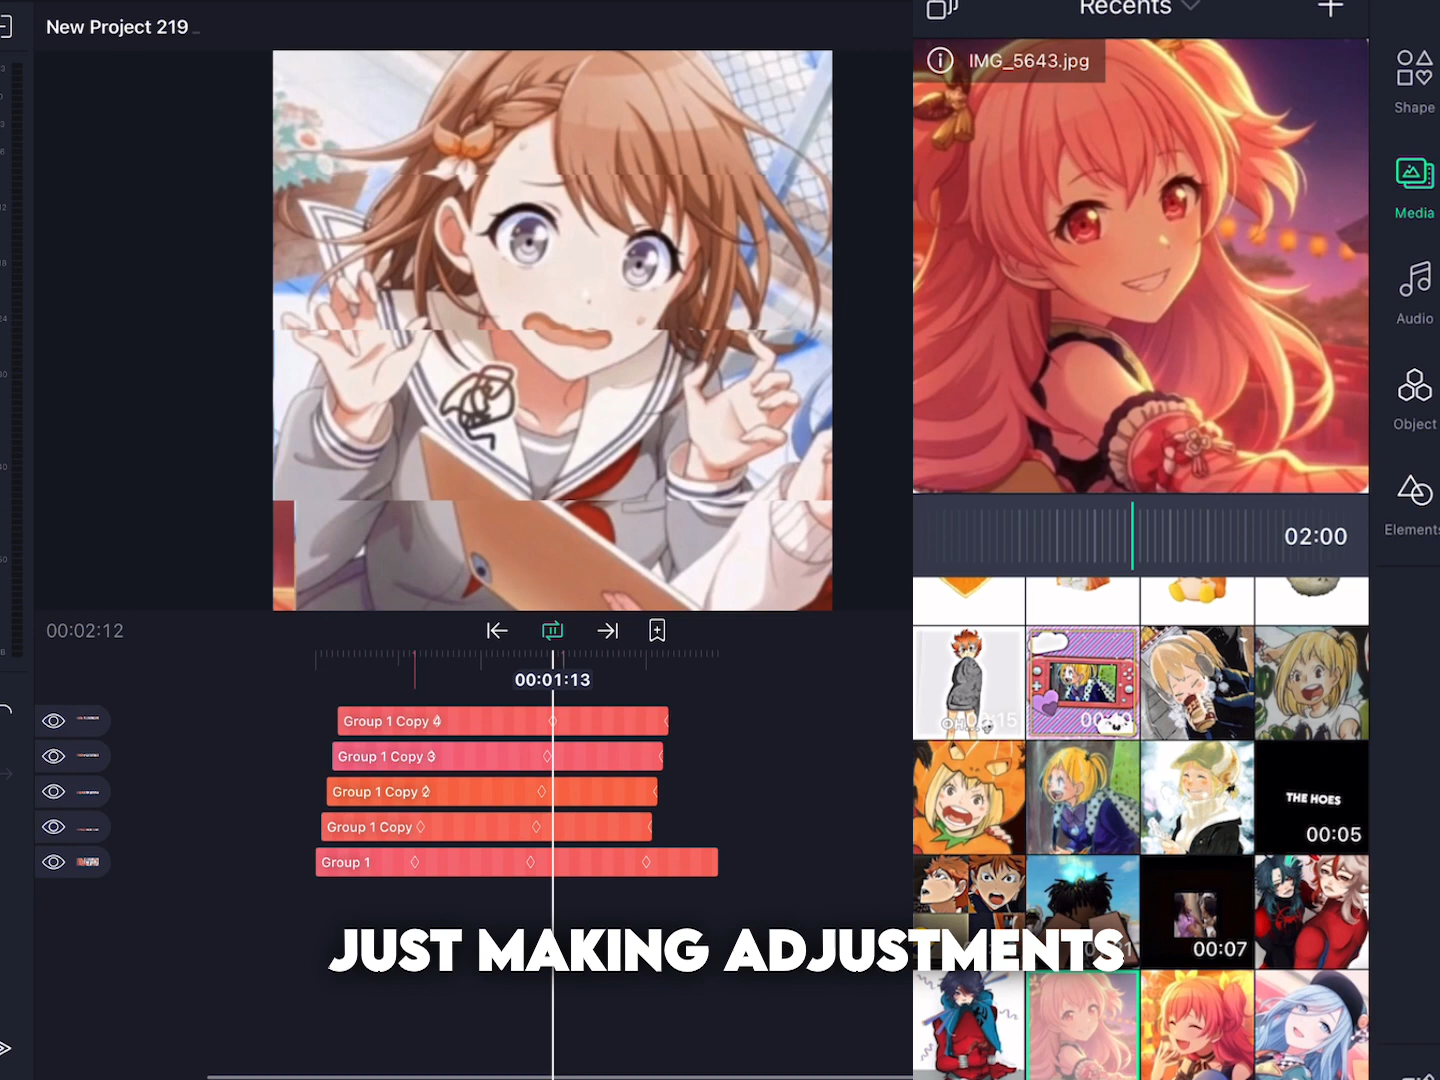 New Project 219
Recents
IMG_5643.jpg
Shape
Media
Audio
Object
Elements
02:00
00:02:12
00:01:13
Group 1 Copy 4
Group 1 Copy 3
Group 1 Copy 2
Group 1 Copy
Group 1
THE HOES
00:05
00:07
JUST MAKING ADJUSTMENTS